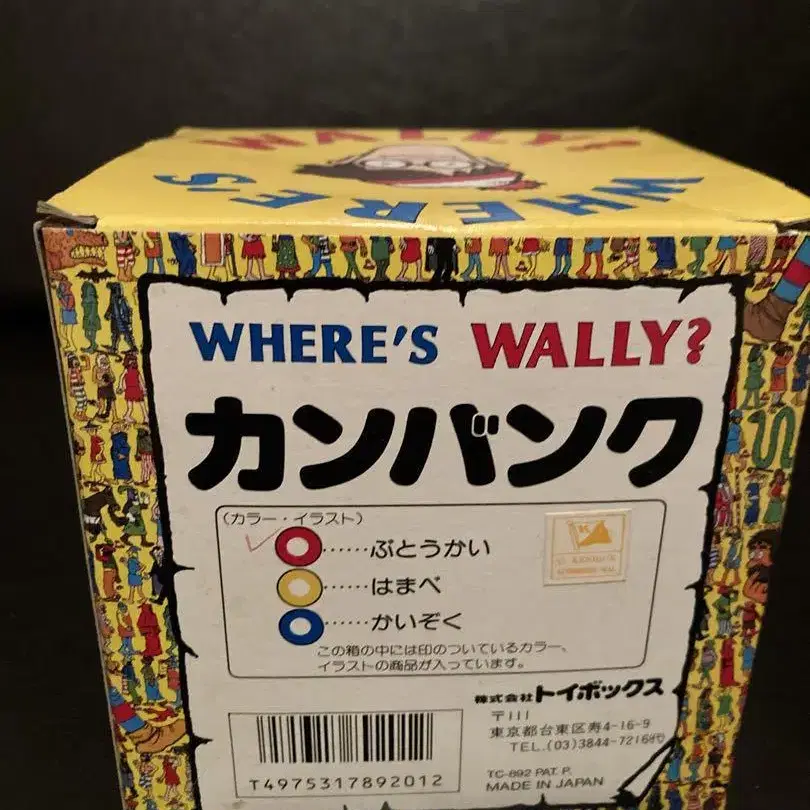 WALLY?
WHERE'S
WHERE'S WALLY?
カンバンク
(カラー・イラスト)
……ぶとうかい
……はまべ
……かいぞく
この箱の中には印のついているカラー、
イラストの商品が入っています。
K
株式会社トイボックス
〒111
東京都台東区寿4-16-9
TEL.(03)3844-7216代
T4975317892012
TC-892 PAT. P.
MADE IN JAPAN